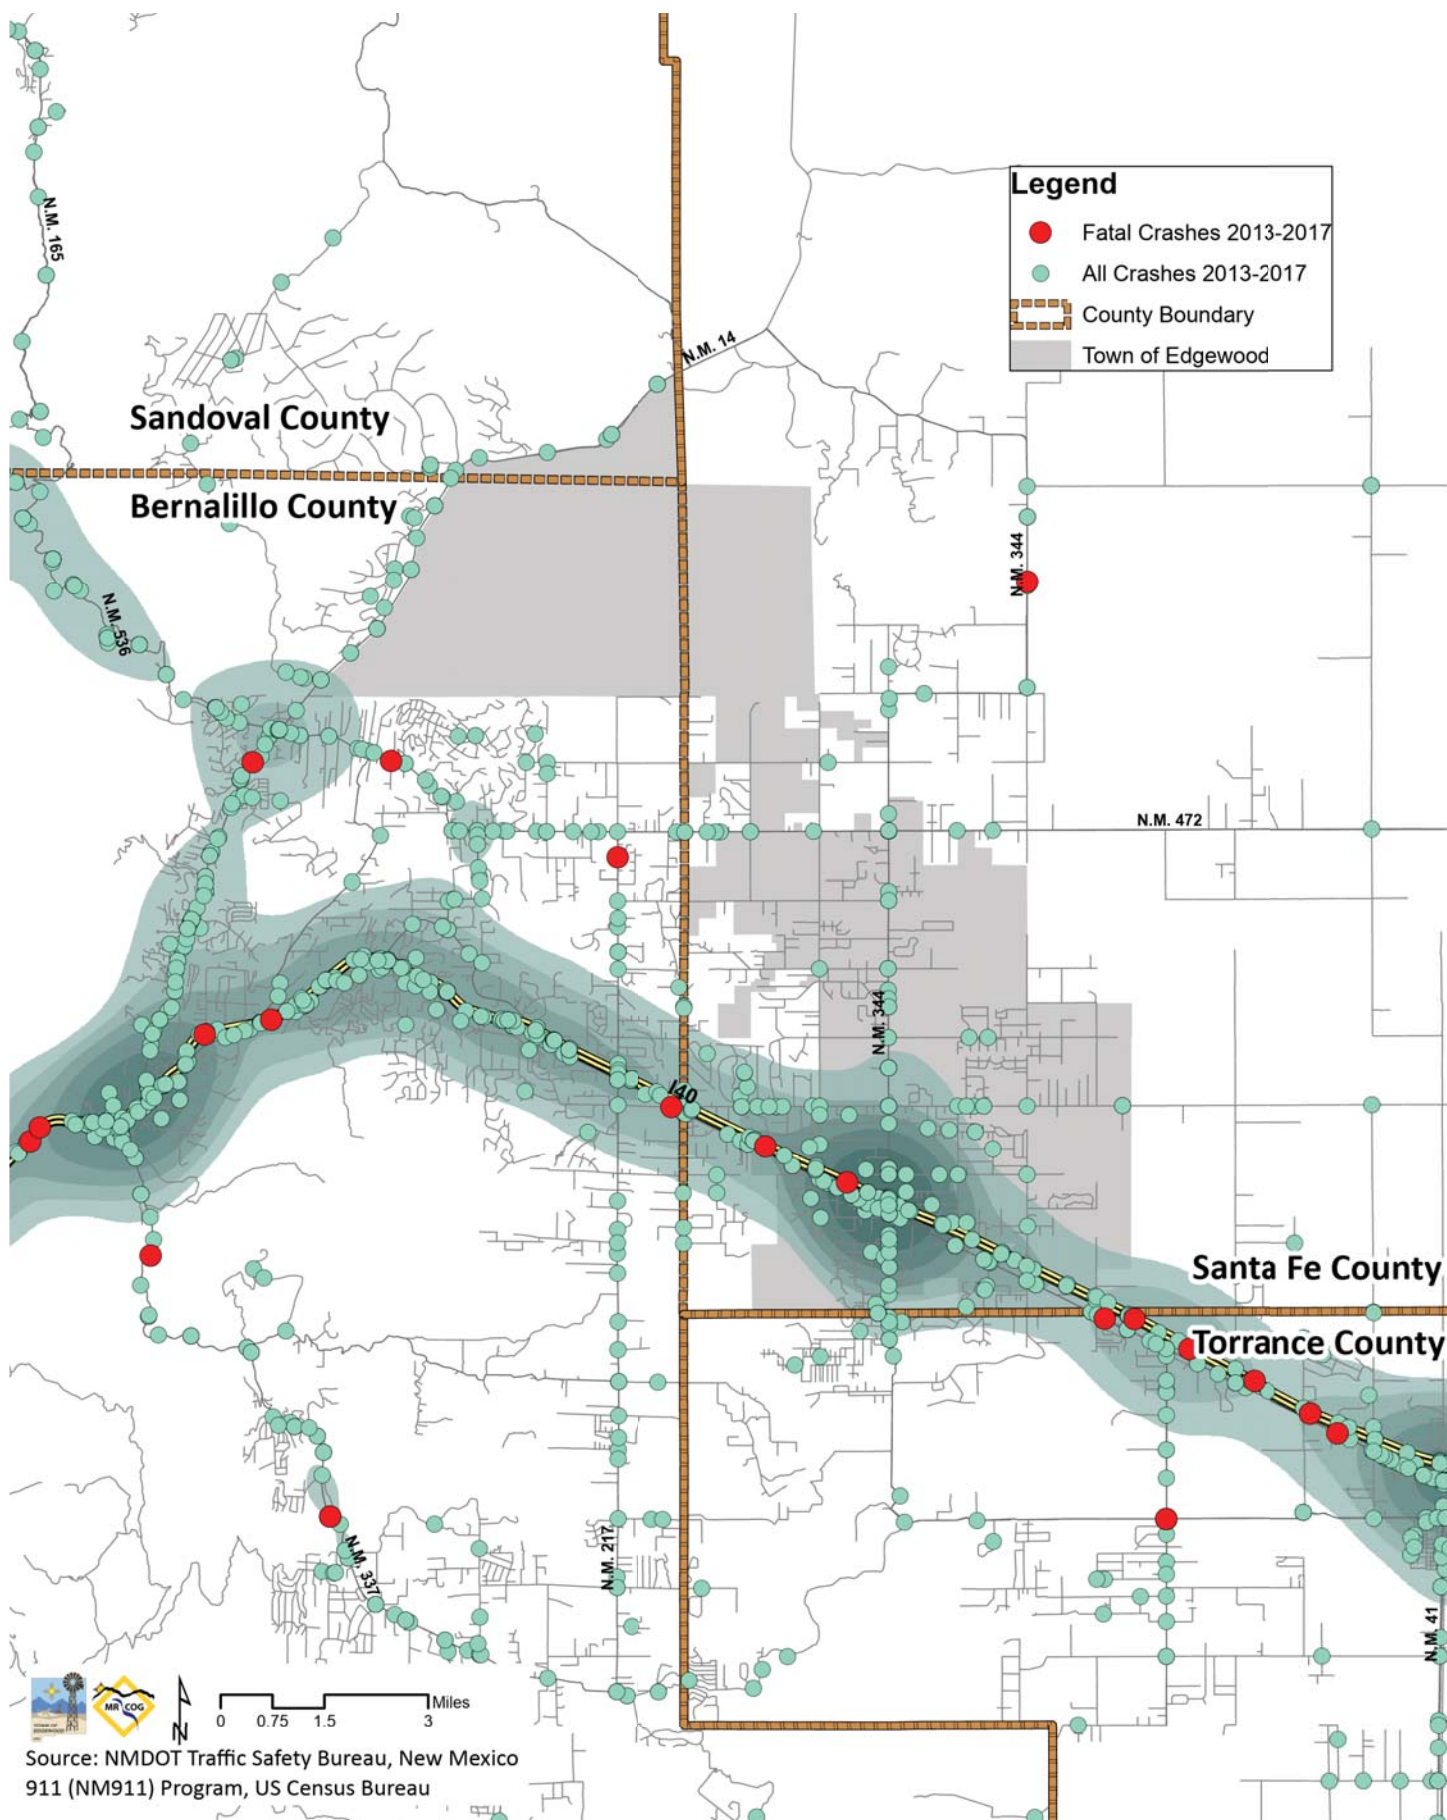 N.M. 165
Legend
Fatal Crashes 2013-2017
All Crashes 2013-2017
County Boundary
Town of Edgewood
N.M. 14
Sandoval County
Bernalillo County
N.M. 344
N.M. 536
N.M. 472
N.M. 344
I40
Santa Fe County
Torrance County
N.M. 217
N.M. 337
N.M. 41
MR COG
N
Miles
0 0.75 1.5 3
Source: NMDOT Traffic Safety Bureau, New Mexico
911 (NM911) Program, US Census Bureau